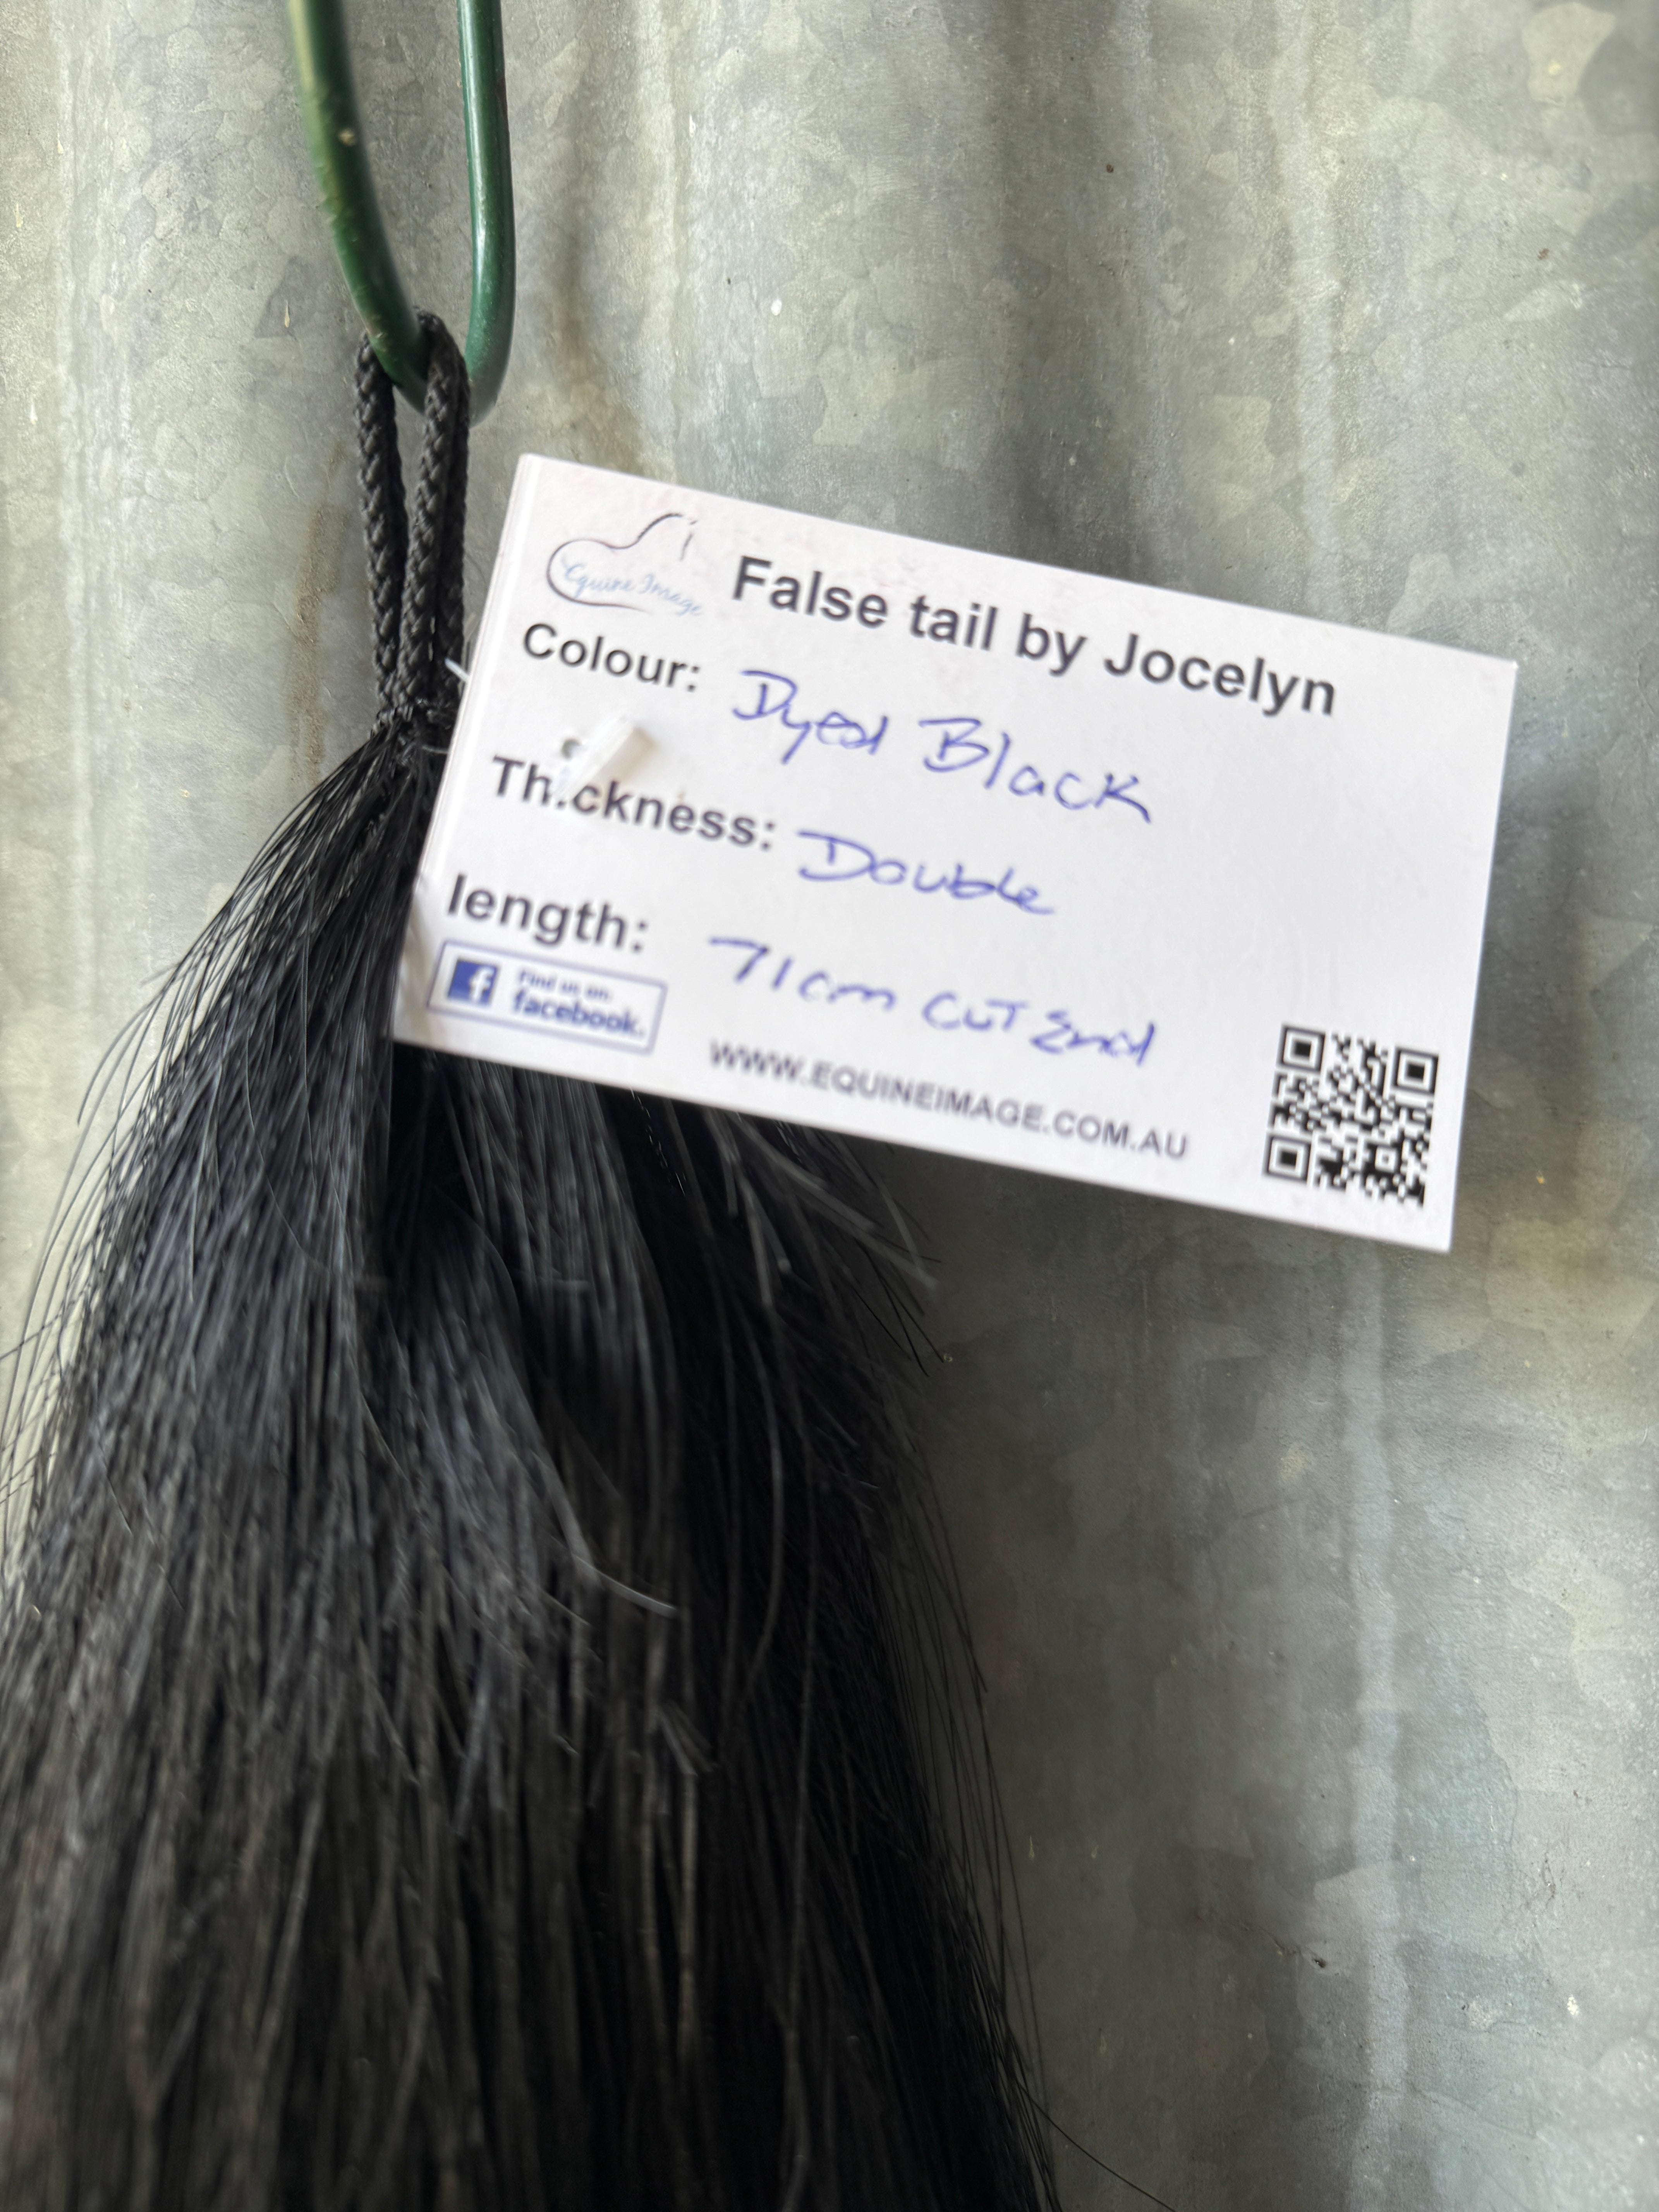 Equine Image
False tail by Jocelyn
Colour: Dyed Black
Thickness: Double
length: 71cm CUT End
Find us on
facebook.
WWW.EQUINEIMAGE.COM.AU